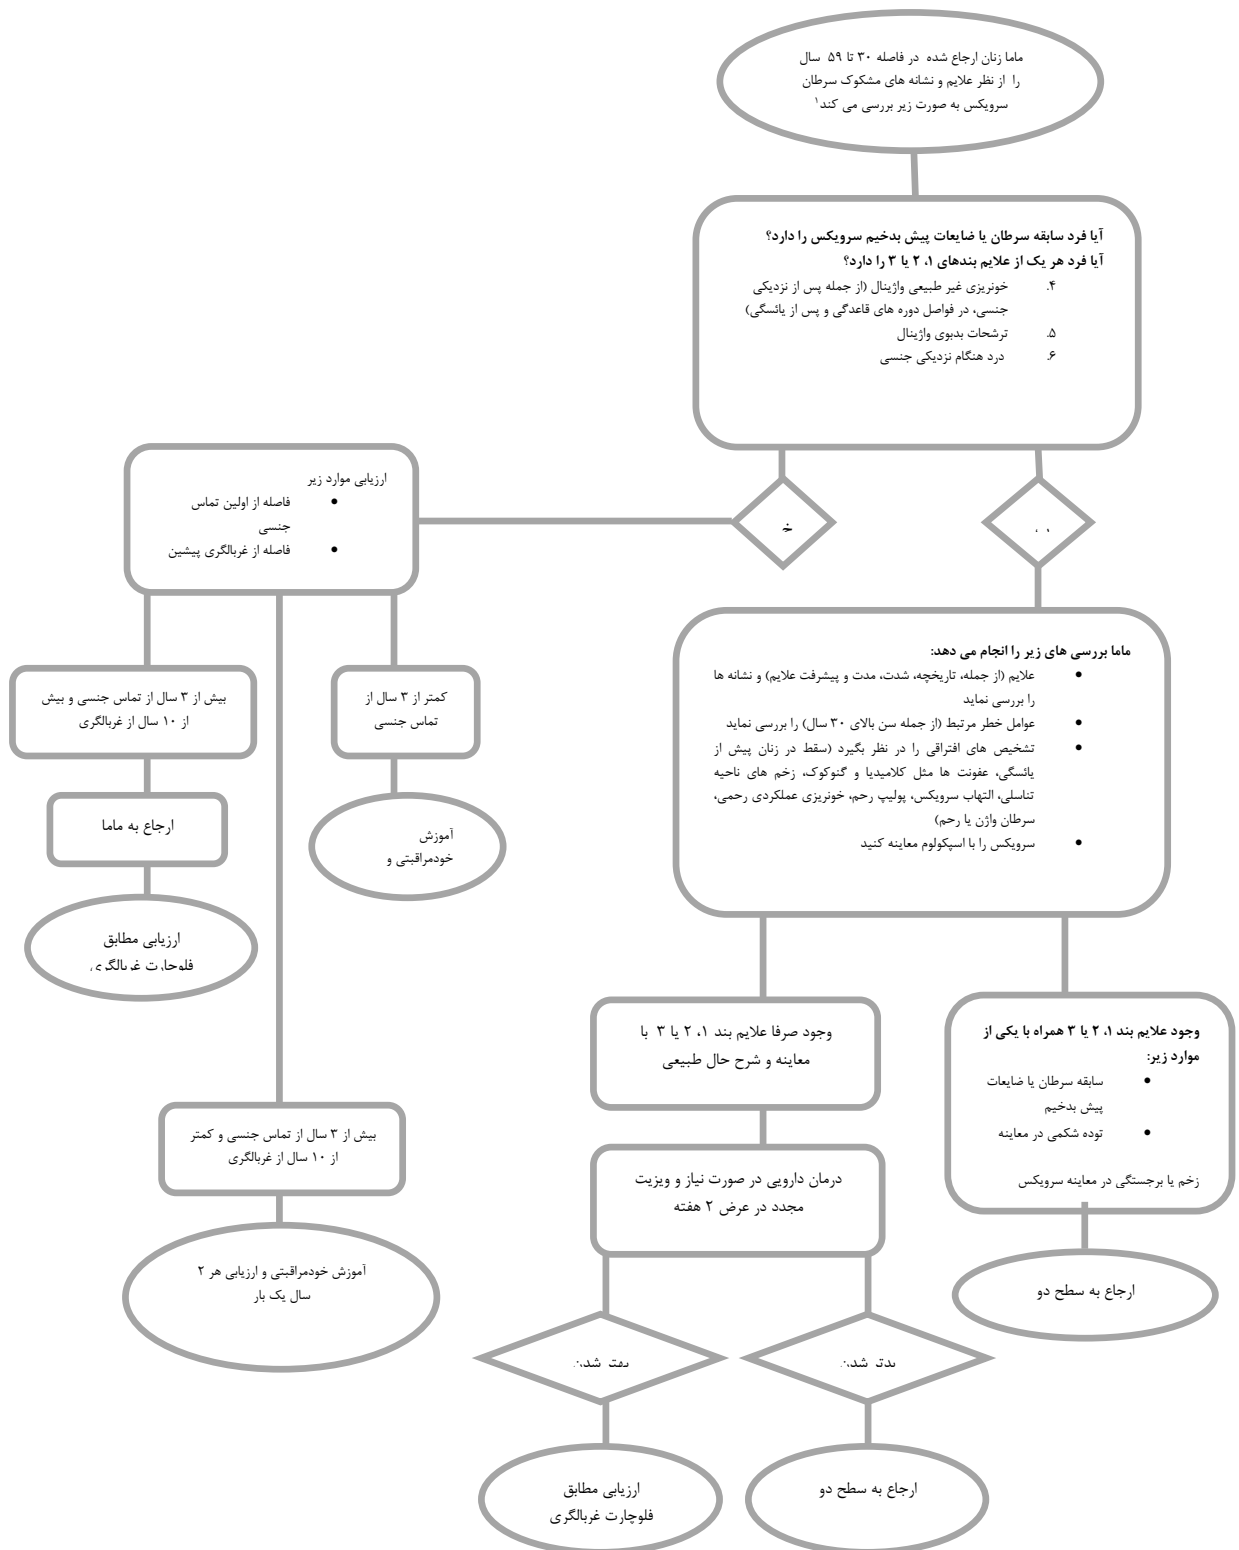 ماما زنان ارجاع شده در فاصله ۳۰ تا ۵۹ سال
را از نظر علایم و نشانه های مشکوک سرطان
سرویکس به صورت زیر بررسی می کند۱
آیا فرد سابقه سرطان یا ضایعات پیش بدخیم سرویکس را دارد؟
آیا فرد هر یک از علایم بندهای ۱، ۲ یا ۳ را دارد؟
۴. خونریزی غیر طبیعی واژینال (از جمله پس از نزدیکی
جنسی، در فواصل دوره های قاعدگی و پس از یائسگی)
۵. ترشحات بدبوی واژینال
۶. درد هنگام نزدیکی جنسی
ارزیابی موارد زیر
• فاصله از اولین تماس
جنسی
• فاصله از غربالگری پیشین
ماما بررسی های زیر را انجام می دهد:
• علایم (از جمله، تاریخچه، شدت، مدت و پیشرفت علایم) و نشانه ها
را بررسی نماید
• عوامل خطر مرتبط (از جمله سن بالای ۳۰ سال) را بررسی نماید
• تشخیص های افتراقی را در نظر بگیرد (سقط در زنان پیش از
یائسگی، عفونت ها مثل کلامیدیا و گنوکوک، زخم های ناحیه
تناسلی، التهاب سرویکس، پولیپ رحم، خونریزی عملکردی رحمی،
سرطان واژن یا رحم)
• سرویکس را با اسپکولوم معاینه کنید
کمتر از ۳ سال از
تماس جنسی
بیش از ۳ سال از تماس جنسی و بیش
از ۱۰ سال از غربالگری
آموزش
خودمراقبتی و
ارجاع به ماما
ارزیابی مطابق
فلوچارت غربالگری
وجود علایم بند ۱، ۲ یا ۳ همراه با یکی از
موارد زیر:
• سابقه سرطان یا ضایعات
پیش بدخیم
• توده شکمی در معاینه
زخم یا برجستگی در معاینه سرویکس
وجود صرفا علایم بند ۱، ۲ یا ۳ با
معاینه و شرح حال طبیعی
بیش از ۳ سال از تماس جنسی و کمتر
از ۱۰ سال از غربالگری
درمان دارویی در صورت نیاز و ویزیت
مجدد در عرض ۲ هفته
آموزش خودمراقبتی و ارزیابی هر ۲
سال یک بار
ارجاع به سطح دو
بدتر شدن
بهتر شدن
ارجاع به سطح دو
ارزیابی مطابق
فلوچارت غربالگری